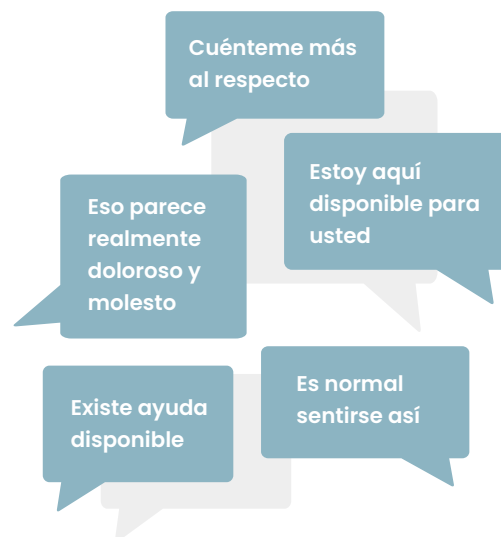 Cuénteme más
al respecto
Estoy aquí
disponible para
usted
Eso parece
realmente
doloroso y
molesto
Es normal
sentirse así
Existe ayuda
disponible